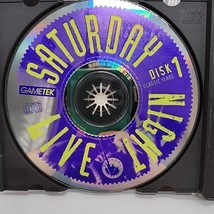 SATURDAY
NIGHT
LIVE
DISK 1
CLASSIC YEARS
GAMETEK